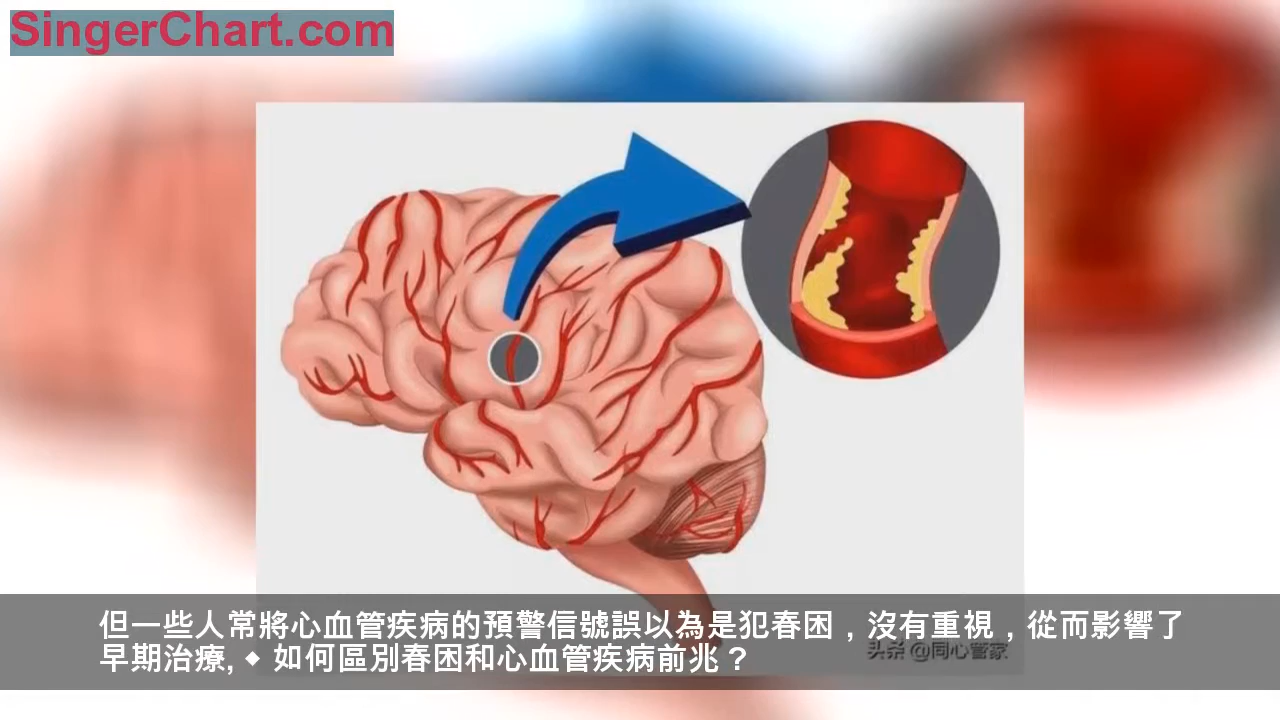 SingerChart.com
但一些人常將心血管疾病的預警信號誤以為是犯春困，沒有重視，從而影響了
早期治療,◆ 如何區別春困和心血管疾病前兆？
头条 @同心管家